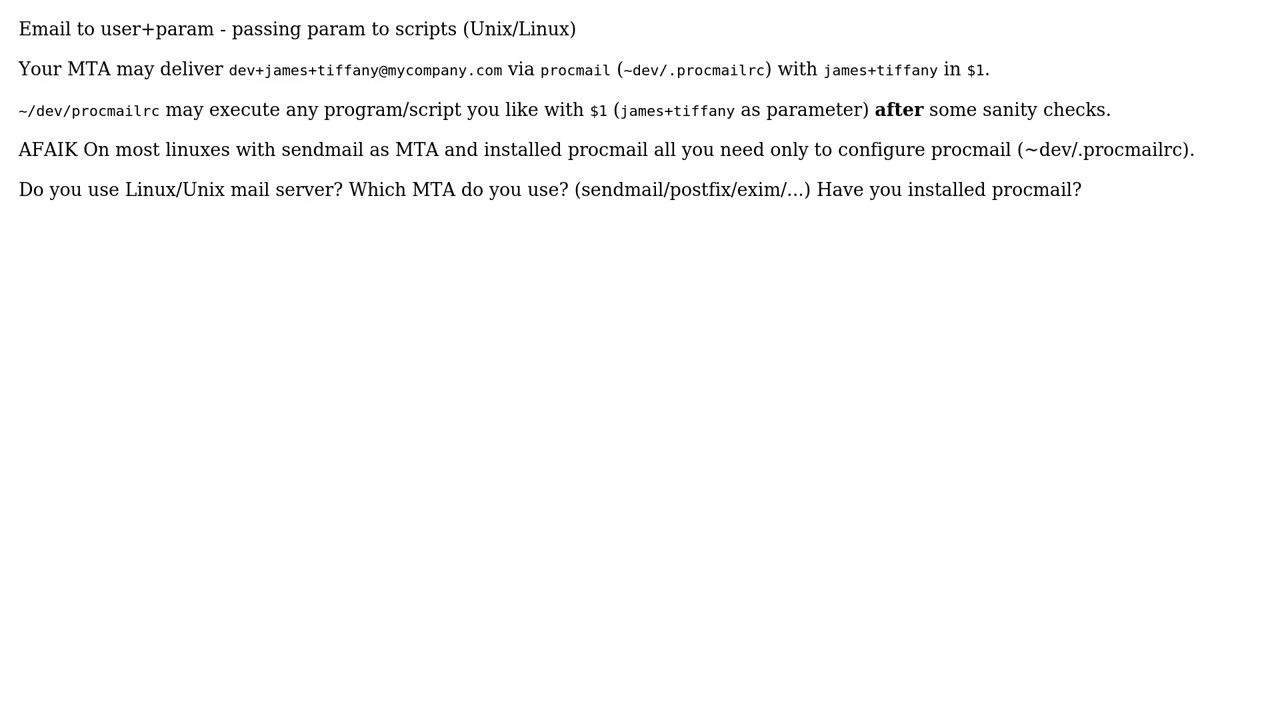 Email to user+param - passing param to scripts (Unix/Linux)
Your MTA may deliver dev+james+tiffany@mycompany.com via procmail (~dev/.procmailrc) with james+tiffany in $1.
~/dev/procmailrc may execute any program/script you like with $1 (james+tiffany as parameter) after some sanity checks.
AFAIK On most linuxes with sendmail as MTA and installed procmail all you need only to configure procmail (~dev/.procmailrc).
Do you use Linux/Unix mail server? Which MTA do you use? (sendmail/postfix/exim/...) Have you installed procmail?